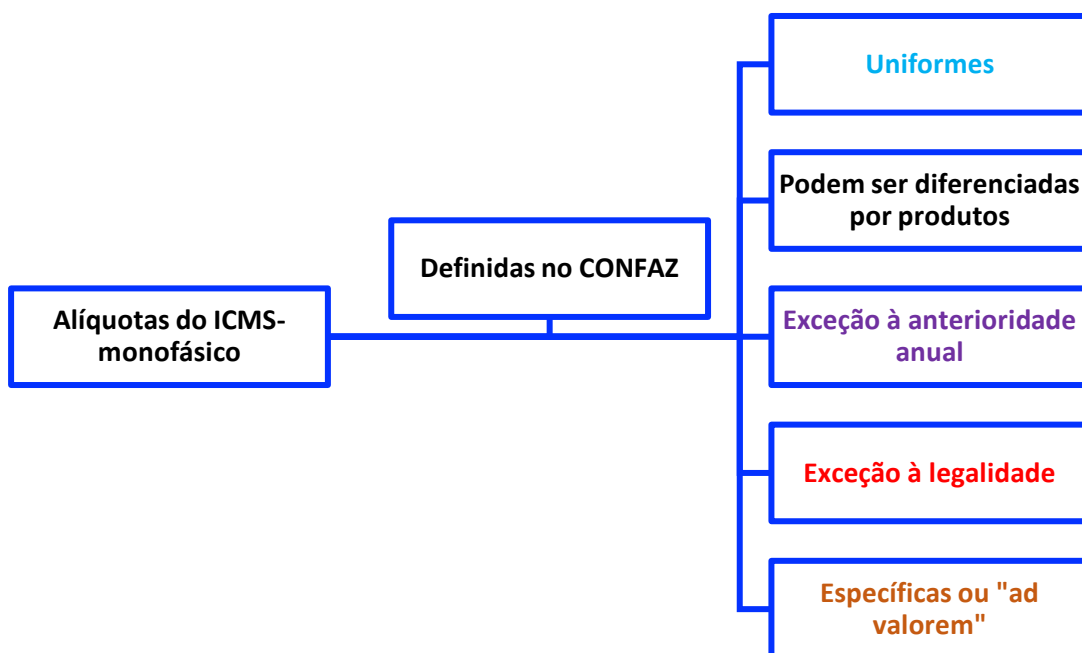 Alíquotas do ICMS-
monofásico
Definidas no CONFAZ
Uniformes
Podem ser diferenciadas
por produtos
Exceção à anterioridade
anual
Exceção à legalidade
Específicas ou "ad
valorem"